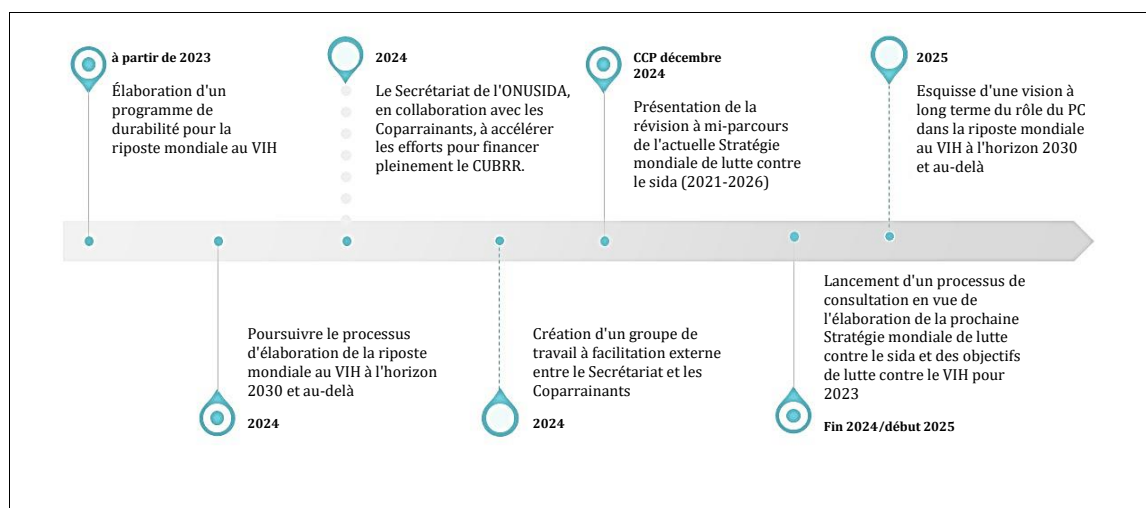 à partir de 2023
Élaboration d'un
programme de
durabilité pour la
riposte mondiale au VIH
2024
Le Secrétariat de l'ONUSIDA,
en collaboration avec les
Coparrainants, à accélérer
les efforts pour financer
pleinement le CUBRR.
CCP décembre
2024
Présentation de la
révision à mi-parcours
de l'actuelle Stratégie
mondiale de lutte contre
le sida (2021-2026)
2025
Esquisse d'une vision à
long terme du rôle du PC
dans la riposte mondiale
au VIH à l'horizon 2030
et au-delà
Poursuivre le processus
d'élaboration de la riposte
mondiale au VIH à l'horizon
2030 et au-delà
2024
Création d'un groupe de
travail à facilitation externe
entre le Secrétariat et les
Coparrainants
2024
Lancement d'un processus de
consultation en vue de
l'élaboration de la prochaine
Stratégie mondiale de lutte
contre le sida et des objectifs
de lutte contre le VIH pour
2023
Fin 2024/début 2025